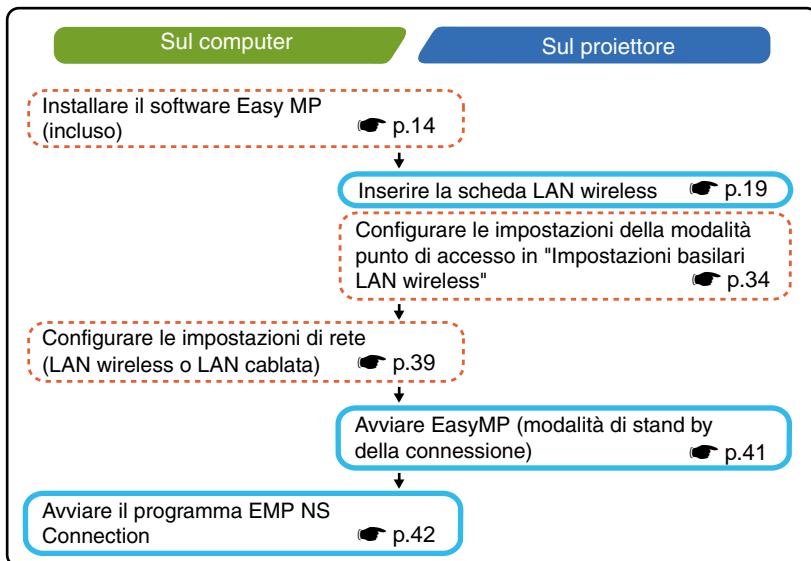 Sul computer
Sul proiettore
Installare il software Easy MP
(incluso) p.14
Inserire la scheda LAN wireless p.19
Configurare le impostazioni della modalità
punto di accesso in "Impostazioni basilari
LAN wireless" p.34
Configurare le impostazioni di rete
(LAN wireless o LAN cablata) p.39
Avviare EasyMP (modalità di stand by
della connessione) p.41
Avviare il programma EMP NS
Connection p.42